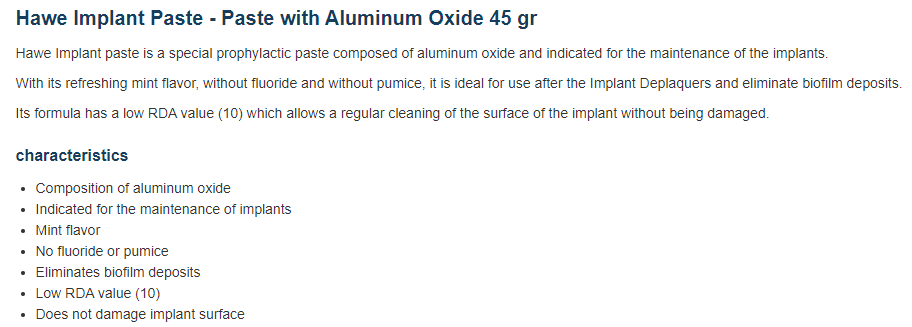 Hawe Implant Paste - Paste with Aluminum Oxide 45 gr
Hawe Implant paste is a special prophylactic paste composed of aluminum oxide and indicated for the maintenance of the implants.
With its refreshing mint flavor, without fluoride and without pumice, it is ideal for use after the Implant Deplaquers and eliminate biofilm deposits.
Its formula has a low RDA value (10) which allows a regular cleaning of the surface of the implant without being damaged.
characteristics
• Composition of aluminum oxide
• Indicated for the maintenance of implants
• Mint flavor
• No fluoride or pumice
• Eliminates biofilm deposits
• Low RDA value (10)
• Does not damage implant surface